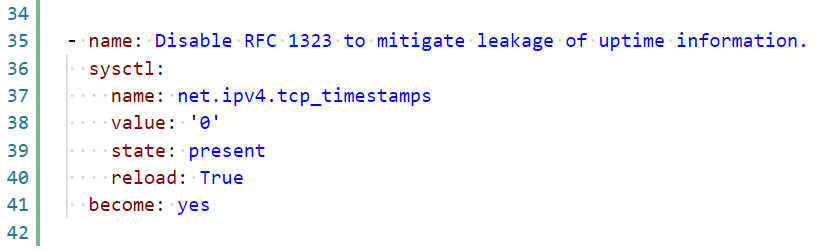 34
35 - name: Disable RFC 1323 to mitigate leakage of uptime information.
36   sysctl:
37     name: net.ipv4.tcp_timestamps
38     value: '0'
39     state: present
40     reload: True
41   become: yes
42